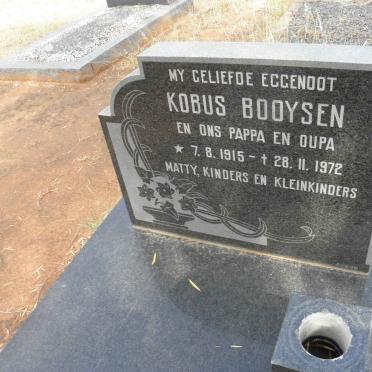 MY GELIEFDE EGGENOOT
KOBUS BOOYSEN
EN ONS PAPPA EN OUPA
* 7.8.1915 - † 28.11.1972
MATTY, KINDERS EN KLEINKINDERS